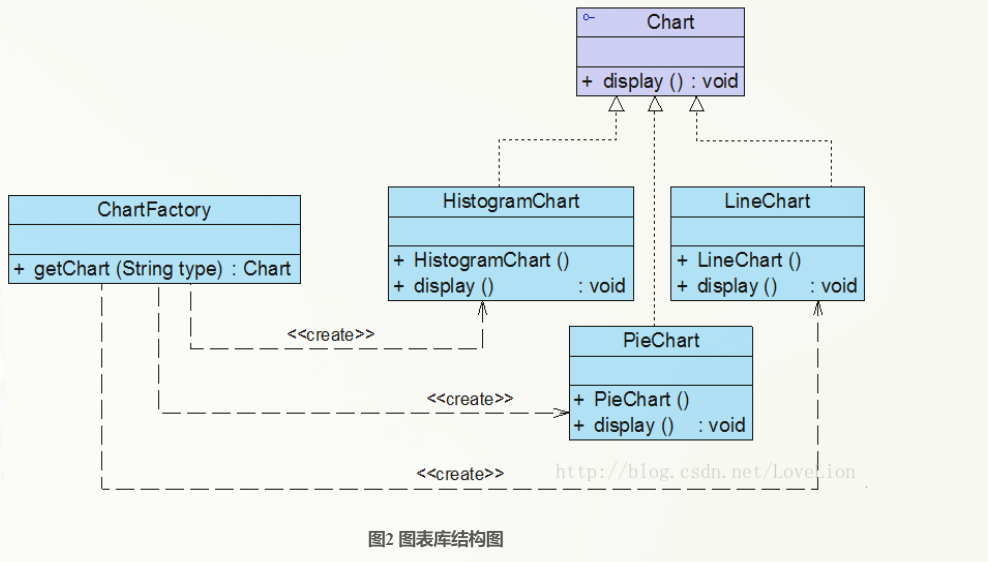 Chart
+ display () : void
ChartFactory
+ getChart (String type) : Chart
HistogramChart
+ HistogramChart ()
+ display () : void
LineChart
+ LineChart ()
+ display () : void
PieChart
+ PieChart ()
+ display () : void
<<create>>
<<create>>
<<create>>
http://blog.csdn.net/LoveLion
图2 图表库结构图